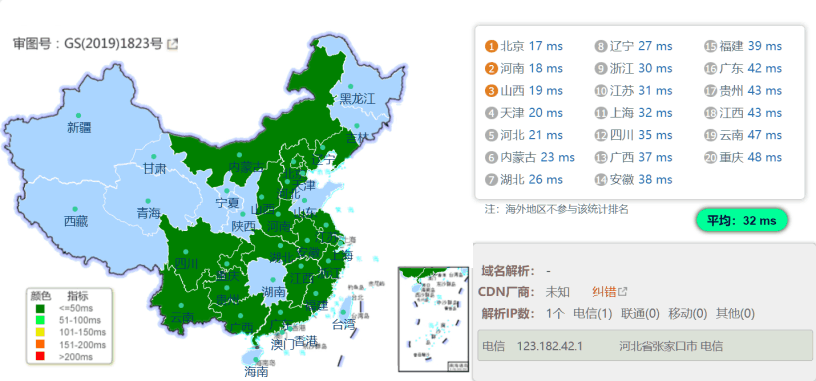 审图号：GS(2019)1823号
黑龙江
新疆
吉林
内蒙古
辽宁
甘肃
北京
天津
河北
宁夏
山西
山东
西藏
青海
陕西
河南
四川
湖北
安徽
上海
重庆
湖南
江西
贵州
福建
云南
广西
广东
台湾
澳门
香港
海南
颜色 指标
<=50ms
51-100ms
101-150ms
151-200ms
>200ms
1 北京 17 ms
2 河南 18 ms
3 山西 19 ms
4 天津 20 ms
5 河北 21 ms
6 内蒙古 23 ms
7 湖北 26 ms
8 辽宁 27 ms
9 浙江 30 ms
10 江苏 31 ms
11 上海 32 ms
12 四川 35 ms
13 广西 37 ms
14 安徽 38 ms
15 福建 39 ms
16 广东 42 ms
17 贵州 43 ms
18 江西 43 ms
19 云南 47 ms
20 重庆 48 ms
注：海外地区不参与该统计排名
平均：32 ms
域名解析： -
CDN厂商： 未知 纠错
解析IP数： 1个 电信(1) 联通(0) 移动(0) 其他(0)
电信 123.182.42.1 河北省张家口市 电信